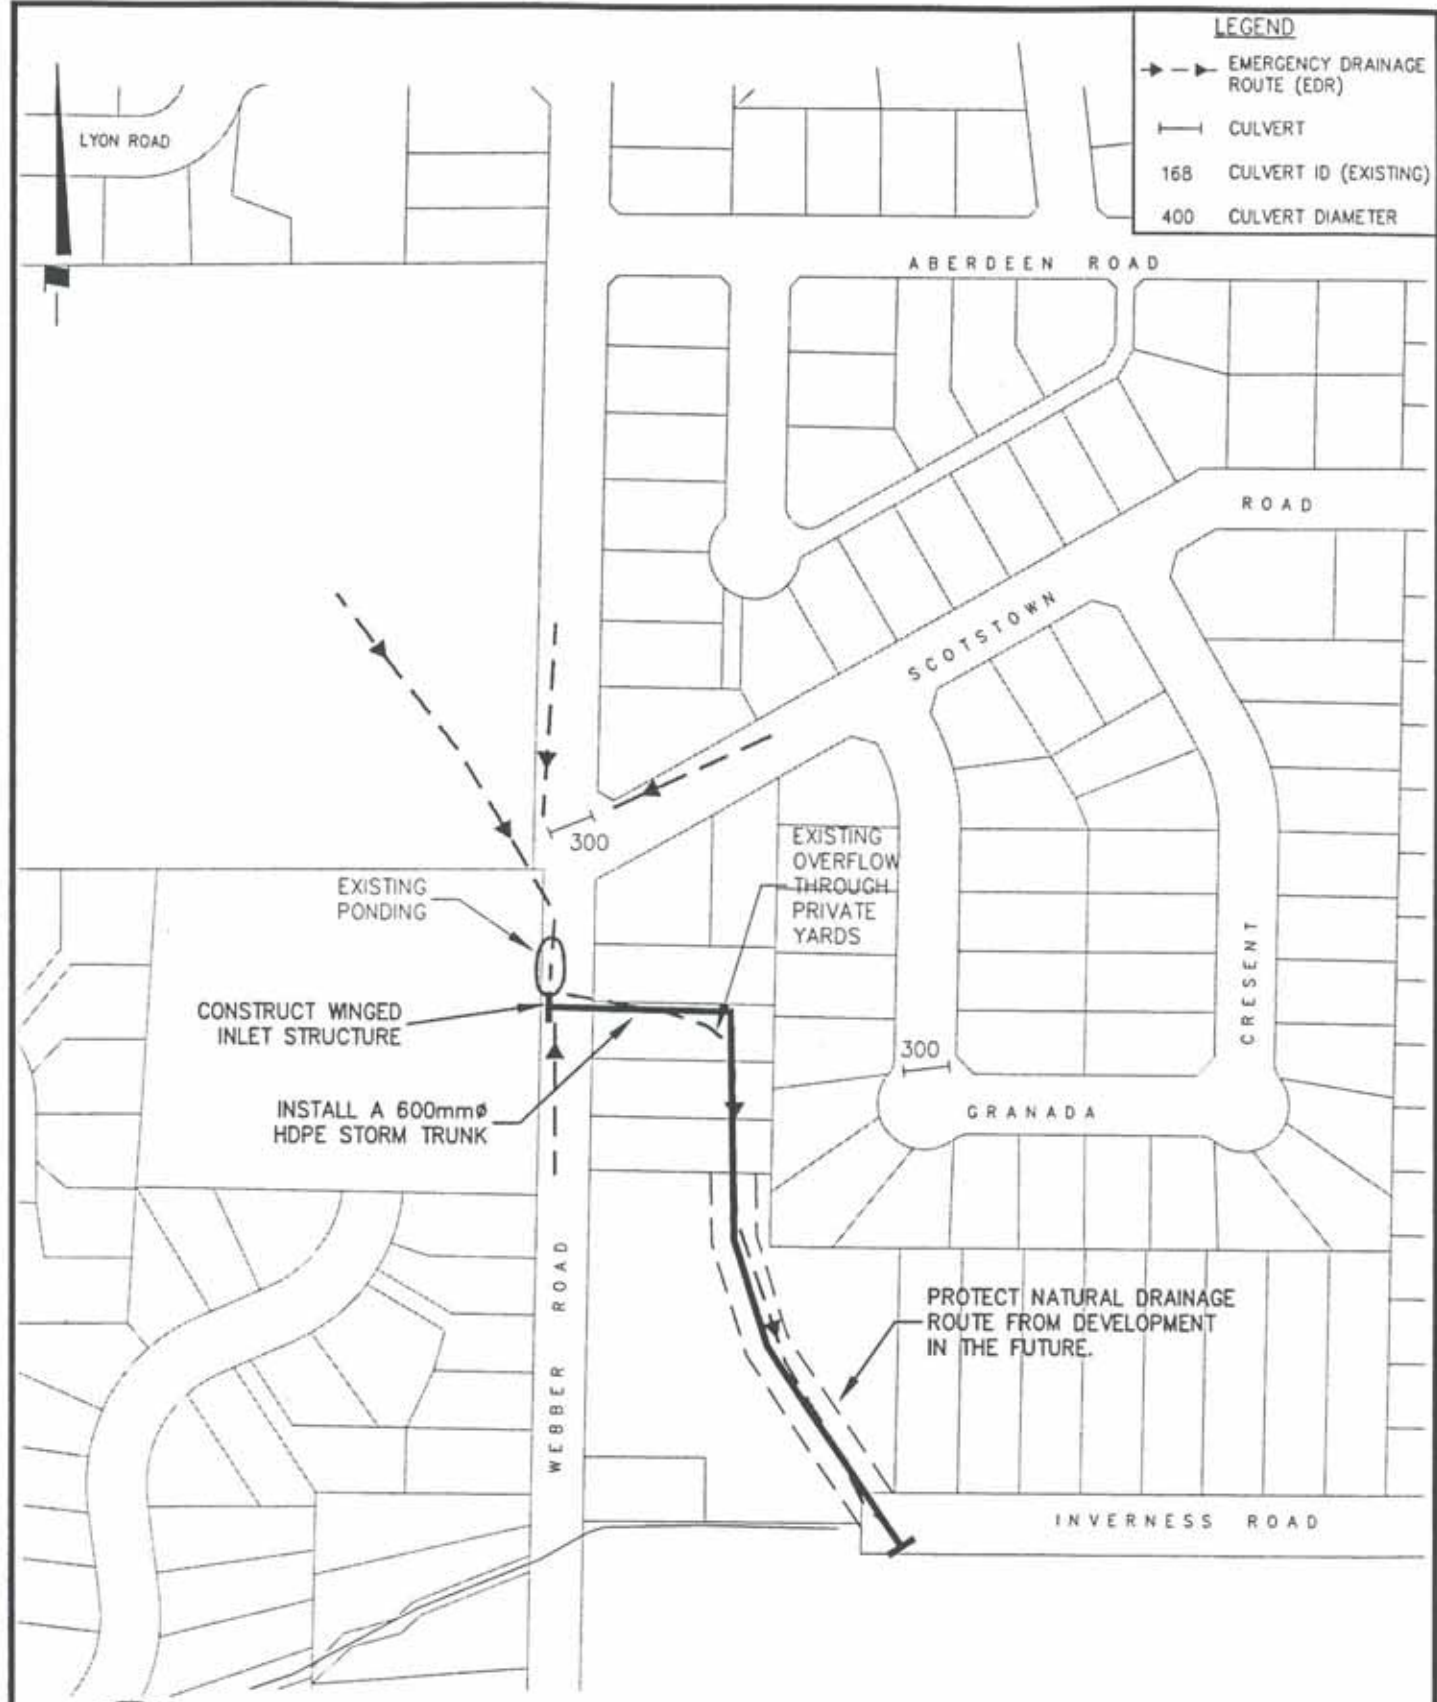 LEGEND
EMERGENCY DRAINAGE
ROUTE (EDR)
CULVERT
168 CULVERT ID (EXISTING)
400 CULVERT DIAMETER
LYON ROAD
ABERDEEN ROAD
ROAD
SCOTSTOWN
300
EXISTING
OVERFLOW
THROUGH
PRIVATE
YARDS
EXISTING
PONDING
CRESENT
CONSTRUCT WINGED
INLET STRUCTURE
300
INSTALL A 600mmø
HDPE STORM TRUNK
GRANADA
WEBBER ROAD
PROTECT NATURAL DRAINAGE
ROUTE FROM DEVELOPMENT
IN THE FUTURE.
INVERNESS ROAD